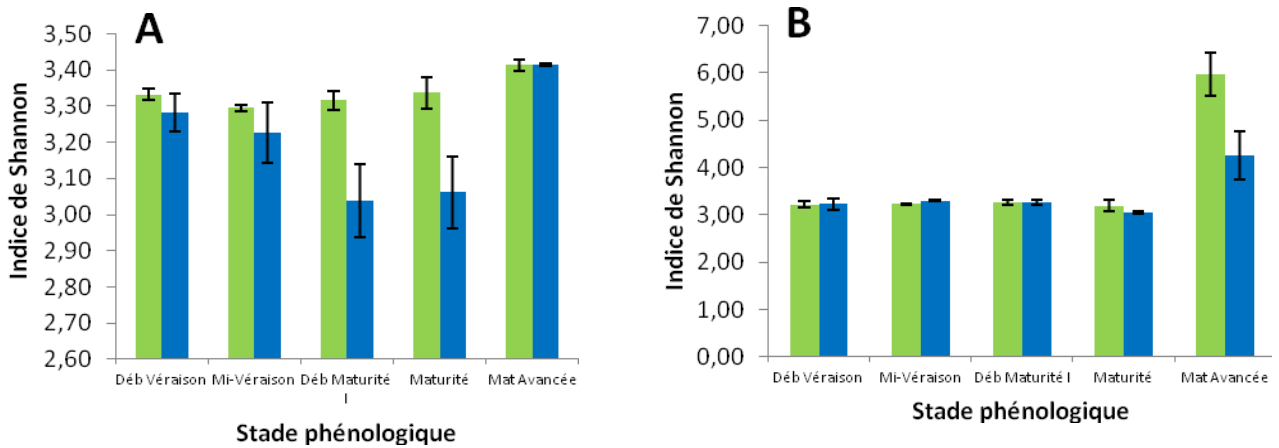 A
Indice de Shannon
3,50
3,40
3,30
3,20
3,10
3,00
2,90
2,80
2,70
2,60
Déb Véraison
Mi-Véraison
Déb Maturité
I
Maturité
Mat Avancée
Stade phénologique
B
Indice de Shannon
7,00
6,00
5,00
4,00
3,00
2,00
1,00
0,00
Déb Véraison
Mi-Véraison
Déb Maturité I
Maturité
Mat Avancée
Stade phénologique